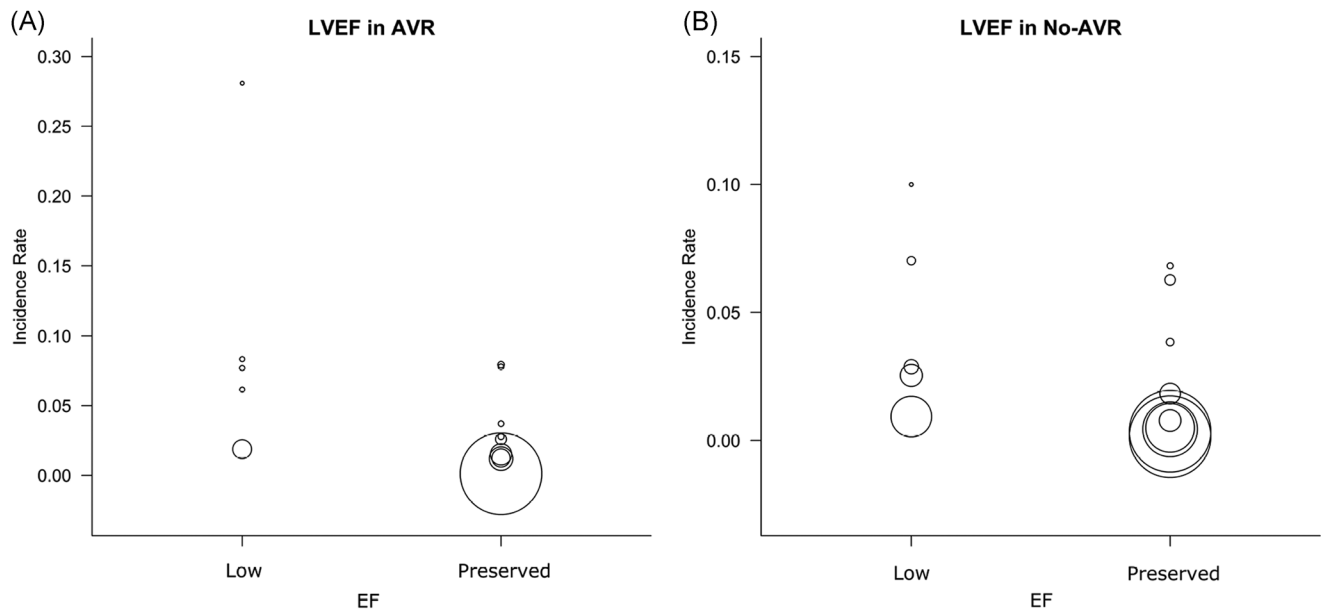 (A)
LVEF in AVR
Incidence Rate
0.30
0.25
0.20
0.15
0.10
0.05
0.00
Low
Preserved
EF
(B)
LVEF in No-AVR
Incidence Rate
0.15
0.10
0.05
0.00
Low
Preserved
EF